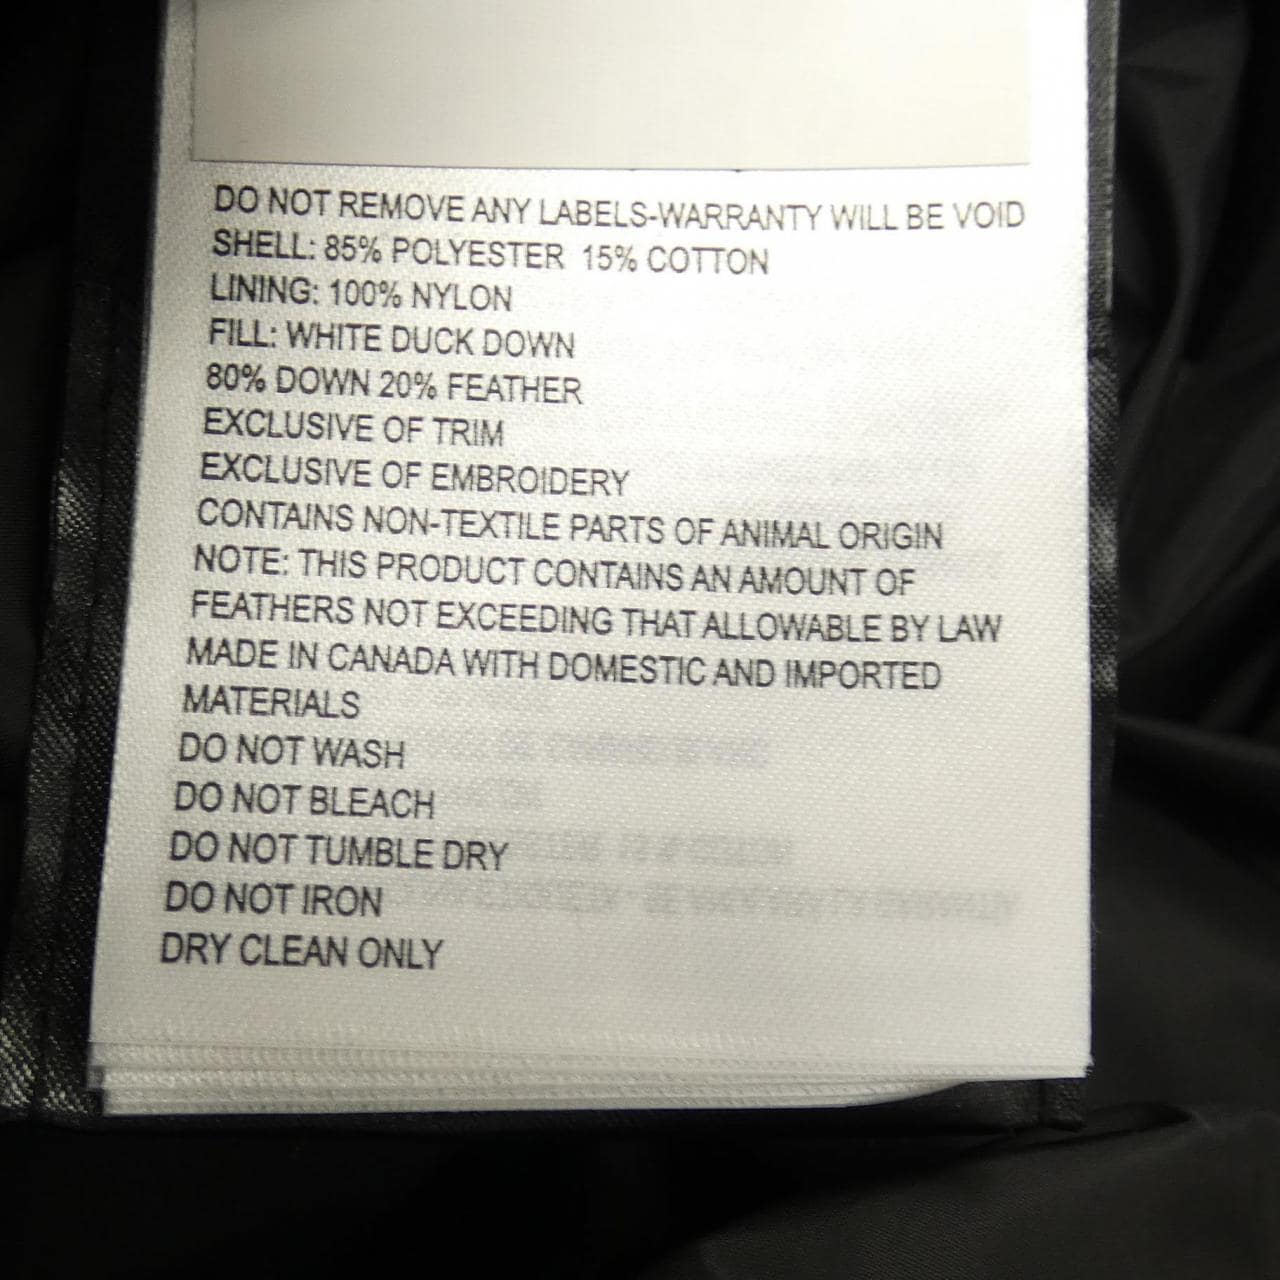 DO NOT REMOVE ANY LABELS-WARRANTY WILL BE VOID
SHELL: 85% POLYESTER 15% COTTON
LINING: 100% NYLON
FILL: WHITE DUCK DOWN
80% DOWN 20% FEATHER
EXCLUSIVE OF TRIM
EXCLUSIVE OF EMBROIDERY
CONTAINS NON-TEXTILE PARTS OF ANIMAL ORIGIN
NOTE: THIS PRODUCT CONTAINS AN AMOUNT OF
FEATHERS NOT EXCEEDING THAT ALLOWABLE BY LAW
MADE IN CANADA WITH DOMESTIC AND IMPORTED
MATERIALS
DO NOT WASH
DO NOT BLEACH
DO NOT TUMBLE DRY
DO NOT IRON
DRY CLEAN ONLY